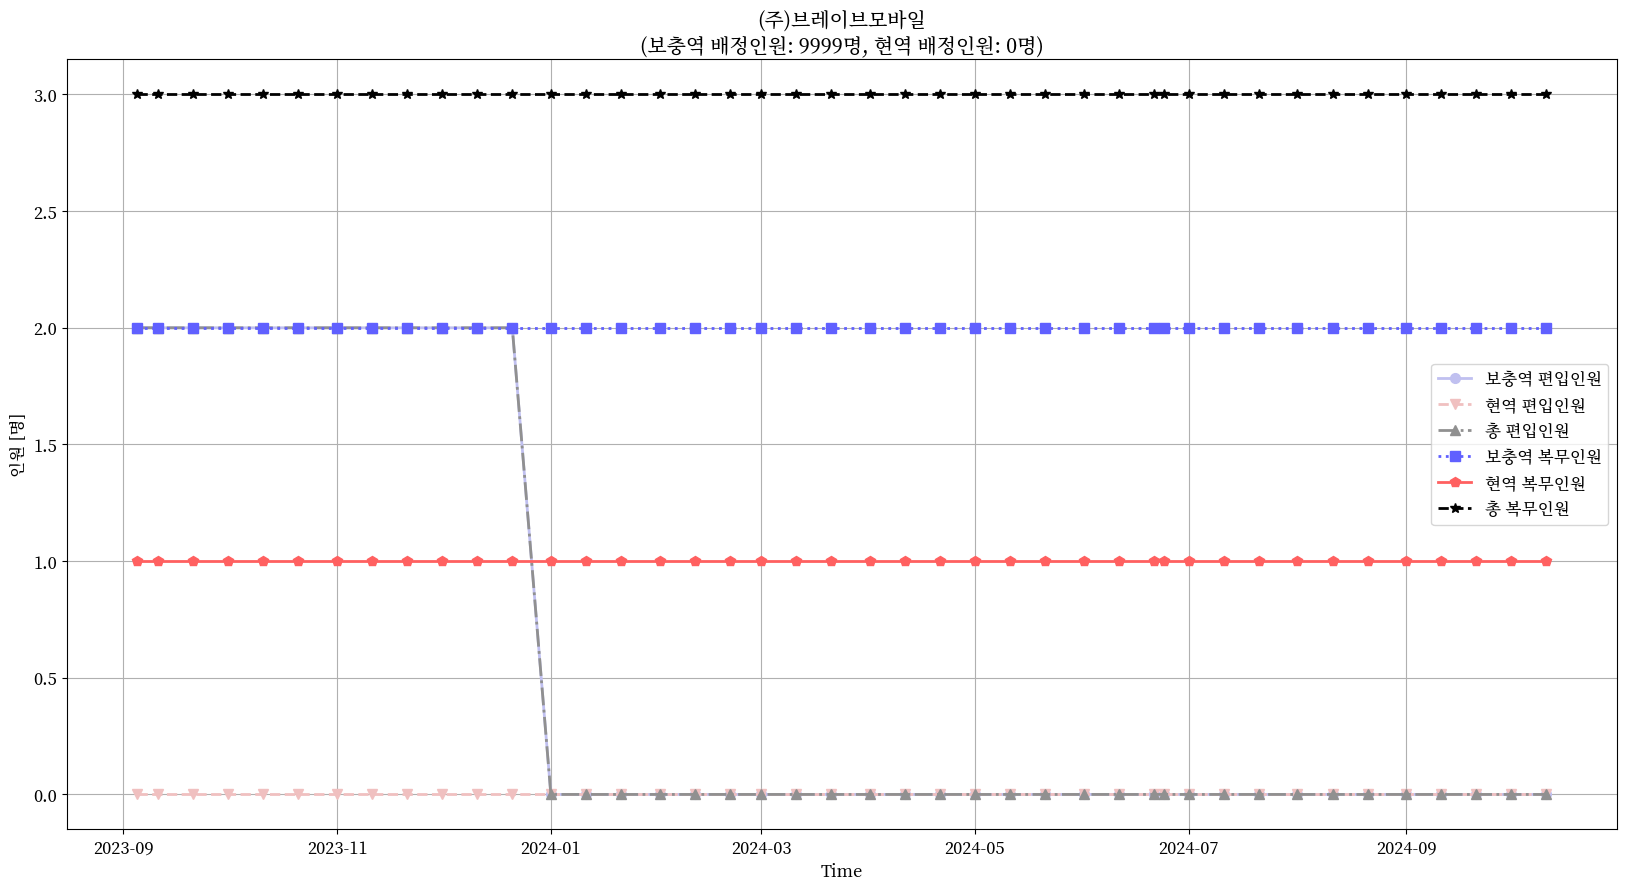 (주)브레이브모바일
(보충역 배정인원: 9999명, 현역 배정인원: 0명)
3.0
2.5
2.0
1.5
1.0
0.5
0.0
인원 [명]
보충역 편입인원
현역 편입인원
총 편입인원
보충역 복무인원
현역 복무인원
총 복무인원
2023-09
2023-11
2024-01
2024-03
2024-05
2024-07
2024-09
Time